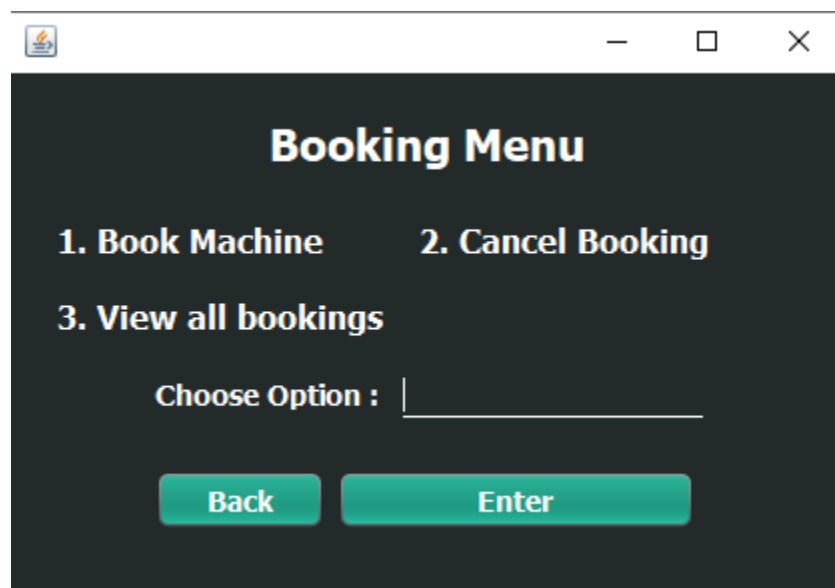 Booking Menu
1. Book Machine 2. Cancel Booking
3. View all bookings
Choose Option :
Back Enter